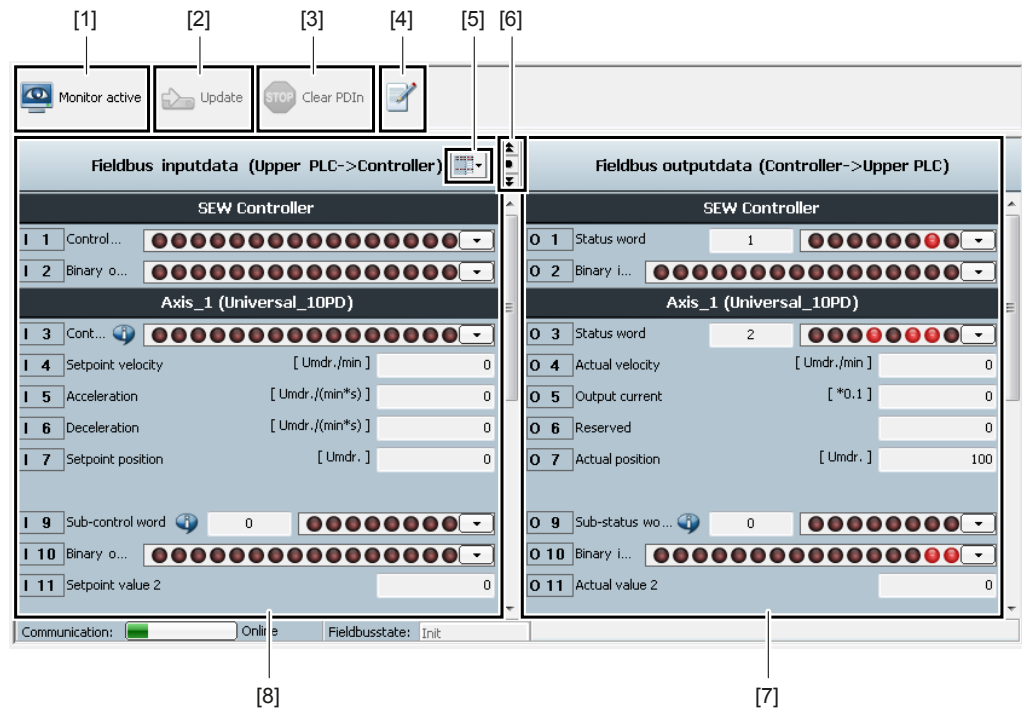 [1] [2] [3] [4] [5] [6]
Monitor active Update STOP Clear PDIn
Fieldbus inputdata (Upper PLC->Controller) Fieldbus outputdata (Controller->Upper PLC)
SEW Controller SEW Controller
I 1 Control... O 1 Status word 1
I 2 Binary o... O 2 Binary i...
Axis_1 (Universal_10PD) Axis_1 (Universal_10PD)
I 3 Cont... O 3 Status word 2
I 4 Setpoint velocity [ Umdr./min ] 0 O 4 Actual velocity [ Umdr./min ] 0
I 5 Acceleration [ Umdr./(min*s) ] 0 O 5 Output current [ *0.1 ] 0
I 6 Deceleration [ Umdr./(min*s) ] 0 O 6 Reserved 0
I 7 Setpoint position [ Umdr. ] 0 O 7 Actual position [ Umdr. ] 100
I 9 Sub-control word 0 O 9 Sub-status wo... 0
I 10 Binary o... O 10 Binary i...
I 11 Setpoint value 2 0 O 11 Actual value 2 0
Communication: Online Fieldbusstate: Init
[8] [7]